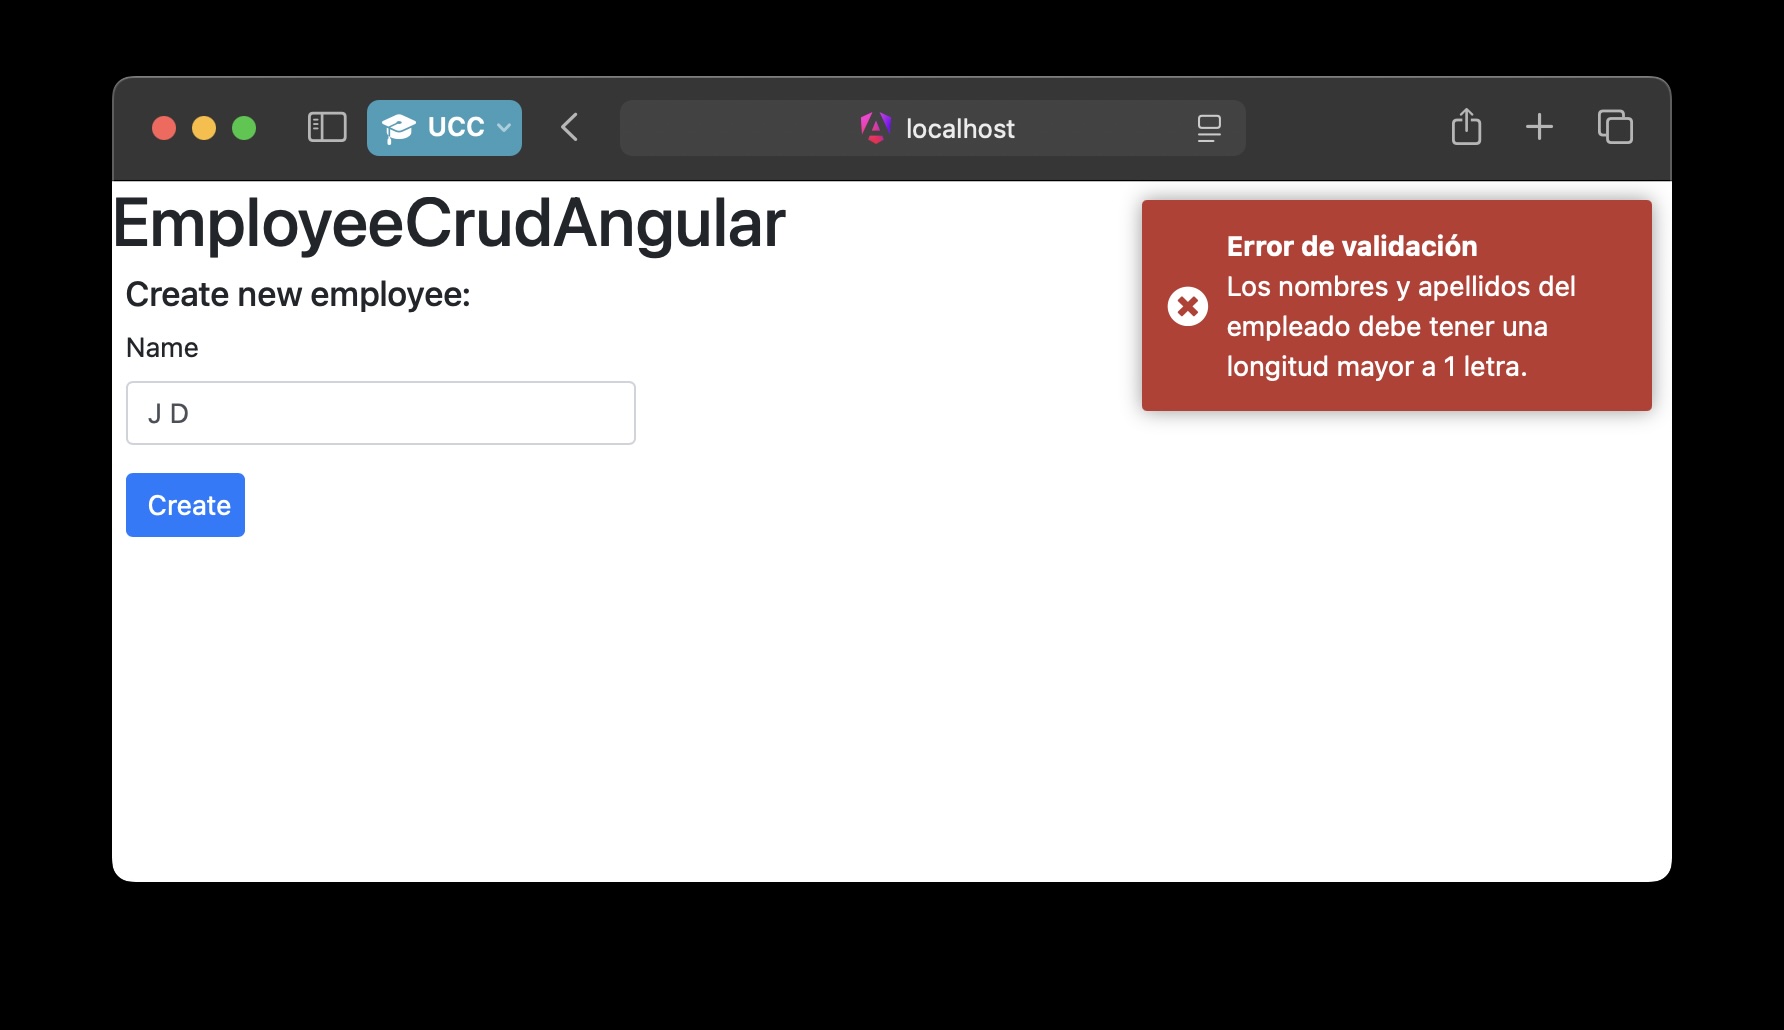 UCC
localhost
EmployeeCrudAngular
Create new employee:
Name
J D
Create
Error de validación
Los nombres y apellidos del
empleado debe tener una
longitud mayor a 1 letra.